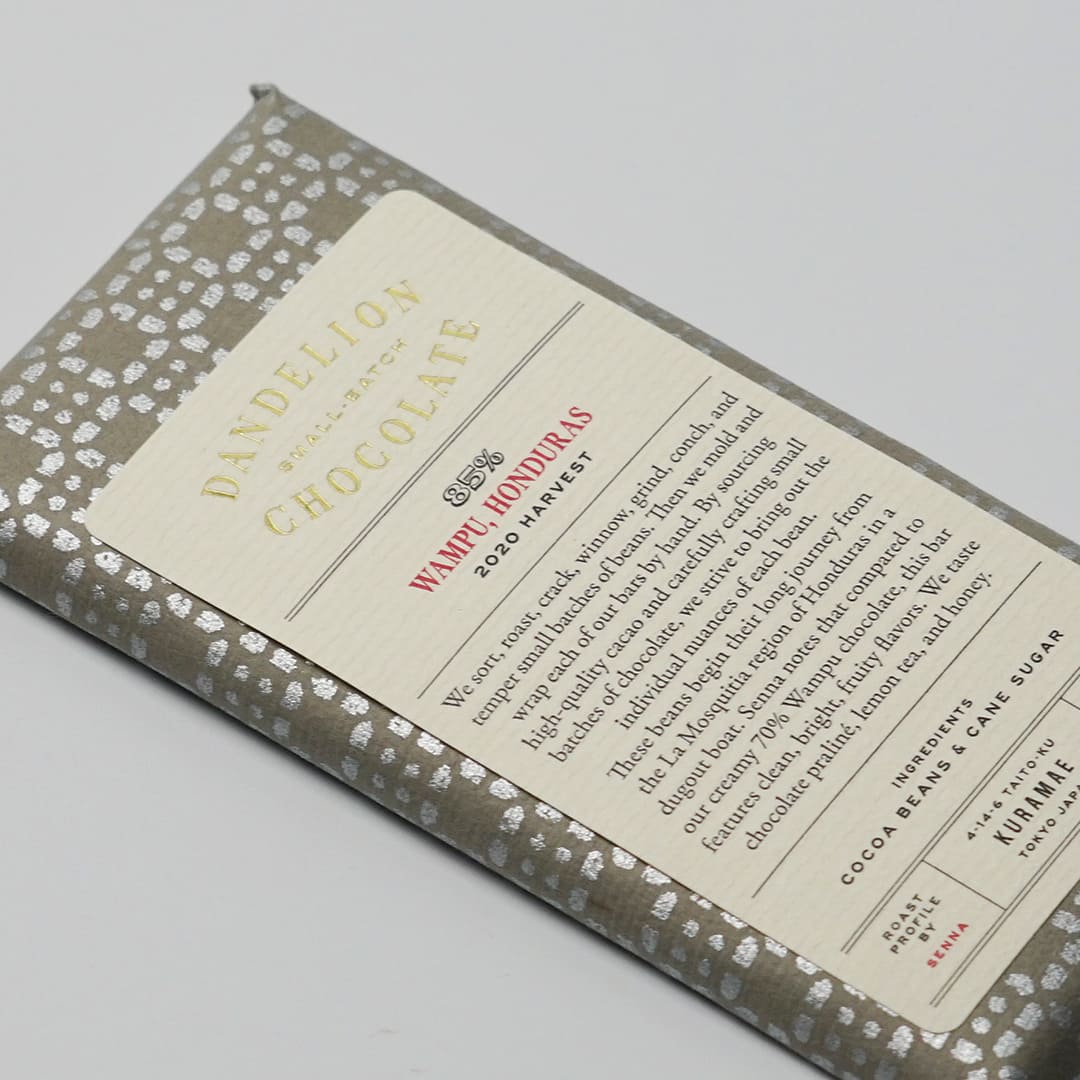 DANDELION
SMALL-BATCH
CHOCOLATE
85%
WAMPU, HONDURAS
2020 HARVEST
We sort, roast, crack, winnow, grind, conch, and
temper small batches of beans. Then we mold and
wrap each of our bars by hand. By sourcing
high-quality cacao and carefully crafting small
batches of chocolate, we strive to bring out the
individual nuances of each bean.
These beans begin their long journey from
the La Mosquitia region of Honduras in a
dugout boat. Senna notes that compared to
our creamy 70% Wampu chocolate, this bar
features clean, bright, fruity flavors. We taste
chocolate praliné, lemon tea, and honey.
INGREDIENTS
COCOA BEANS & CANE SUGAR
ROAST
PROFILE
BY
SENNA
4-14-6 TAITO-KU
KURAMAE
TOKYO JAPA